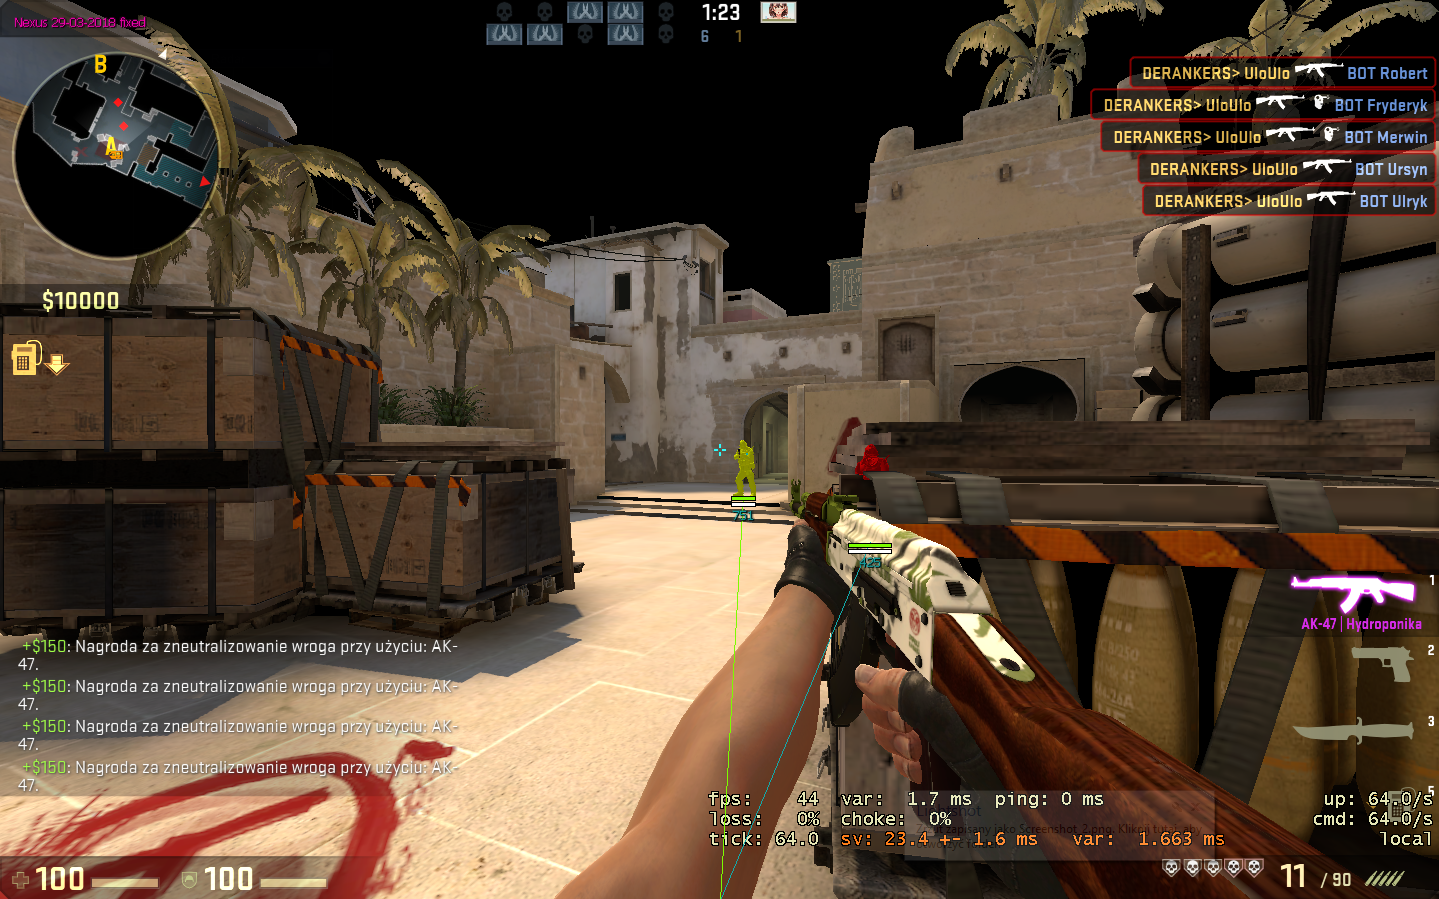 Nexus 29-03-2018 fixed
1:23
6 1
B
A
DERANKERS> UloUlo BOT Robert
DERANKERS> UloUlo BOT Fryderyk
DERANKERS> UloUlo BOT Merwin
DERANKERS> UloUlo BOT Ursyn
DERANKERS> UloUlo BOT Ulryk
$10000
751
425
1
AK-47 | Hydroponika
2
3
5
+$150: Nagroda za zneutralizowanie wroga przy użyciu: AK-
47.
+$150: Nagroda za zneutralizowanie wroga przy użyciu: AK-
47.
+$150: Nagroda za zneutralizowanie wroga przy użyciu: AK-
47.
+$150: Nagroda za zneutralizowanie wroga przy użyciu: AK-
47.
fps: 44 var: 1.7 ms ping: 0 ms
loss: 0% choke: 0%
tick: 64.0 sv: 23.4 +- 1.6 ms var: 1.663 ms
up: 64.0/s
cmd: 64.0/s
local
100
100
11 / 90